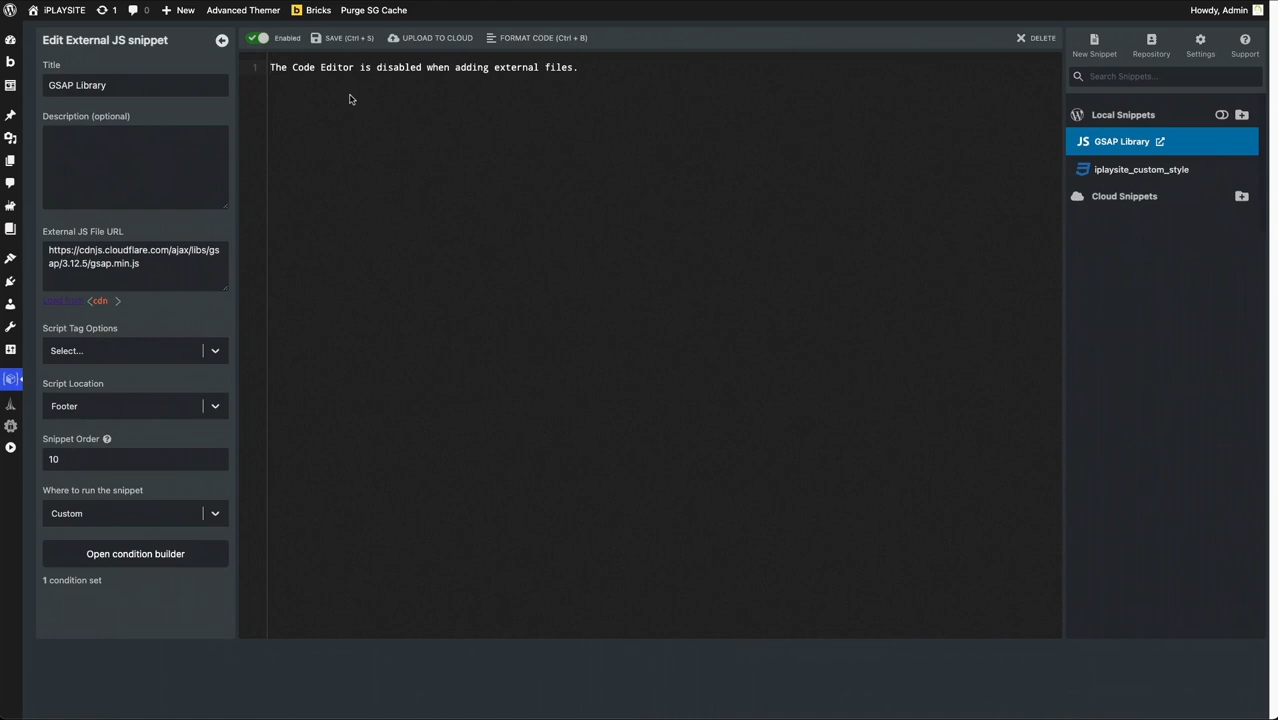 iPLAYSITE 1 0 New Advanced Themer b Bricks Purge SG Cache Howdy, Admin
Edit External JS snippet
Enabled SAVE (Ctrl + S) UPLOAD TO CLOUD FORMAT CODE (Ctrl + B) DELETE
New Snippet Repository Settings Support
Title
GSAP Library
1 The Code Editor is disabled when adding external files.
Search Snippets...
Description (optional)
Local Snippets
JS GSAP Library
iplaysite_custom_style
Cloud Snippets
External JS File URL
https://cdnjs.cloudflare.com/ajax/libs/gs
ap/3.12.5/gsap.min.js
Load from <cdn >
Script Tag Options
Select...
Script Location
Footer
Snippet Order
10
Where to run the snippet
Custom
Open condition builder
1 condition set